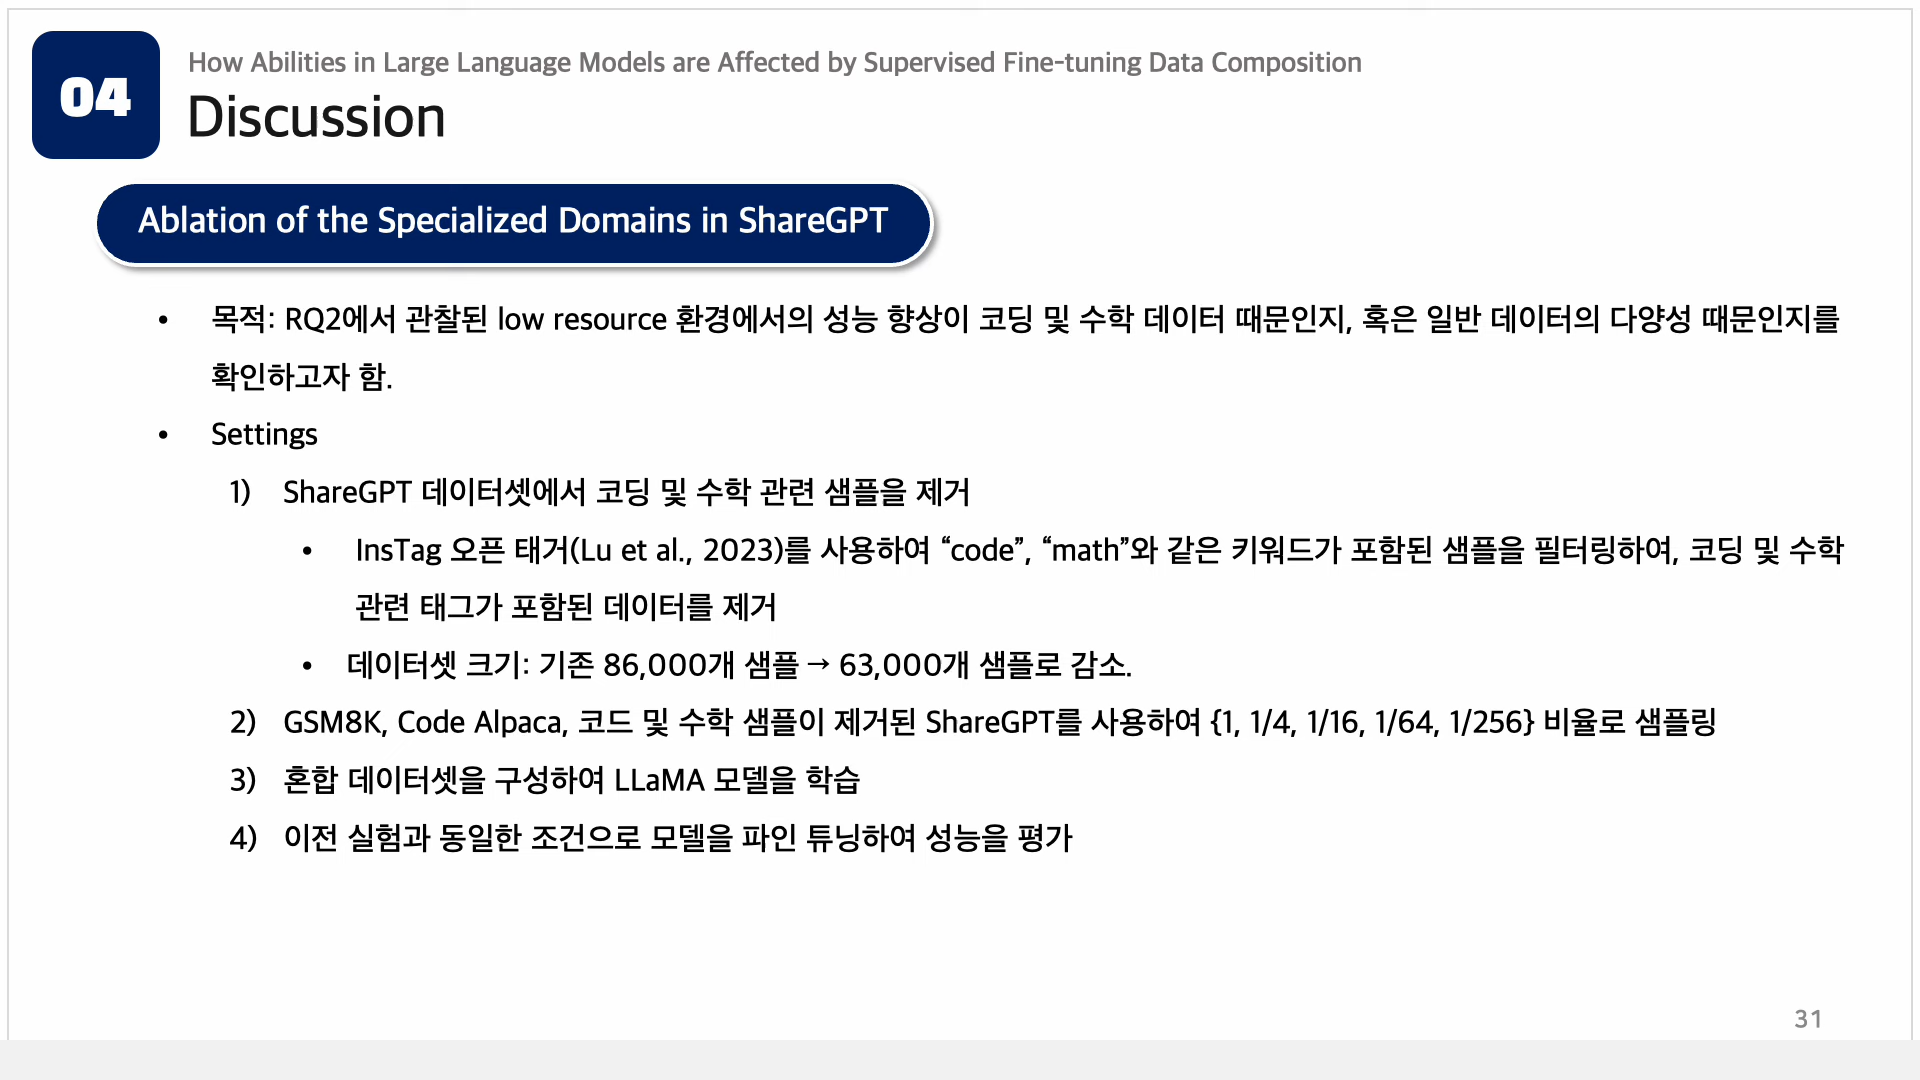 04
How Abilities in Large Language Models are Affected by Supervised Fine-tuning Data Composition
Discussion
Ablation of the Specialized Domains in ShareGPT
• 목적: RQ2에서 관찰된 low resource 환경에서의 성능 향상이 코딩 및 수학 데이터 때문인지, 혹은 일반 데이터의 다양성 때문인지를
확인하고자 함.
• Settings
1) ShareGPT 데이터셋에서 코딩 및 수학 관련 샘플을 제거
• InsTag 오픈 태거(Lu et al., 2023)를 사용하여 “code”, “math”와 같은 키워드가 포함된 샘플을 필터링하여, 코딩 및 수학
관련 태그가 포함된 데이터를 제거
• 데이터셋 크기: 기존 86,000개 샘플 → 63,000개 샘플로 감소.
2) GSM8K, Code Alpaca, 코드 및 수학 샘플이 제거된 ShareGPT를 사용하여 {1, 1/4, 1/16, 1/64, 1/256} 비율로 샘플링
3) 혼합 데이터셋을 구성하여 LLaMA 모델을 학습
4) 이전 실험과 동일한 조건으로 모델을 파인 튜닝하여 성능을 평가
31